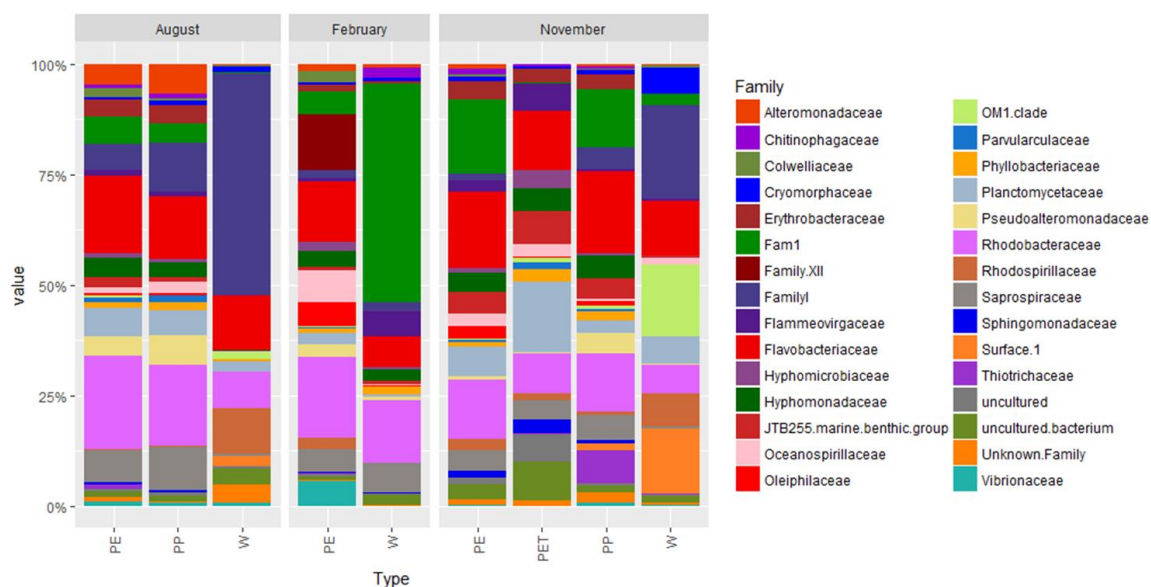 August
February
November
100%
75%
50%
25%
0%
value
PE
PP
W
PE
W
PE
PET
PP
W
Type
Family
Alteromonadaceae
Chitinophagaceae
Colwelliaceae
Cryomorphaceae
Erythrobacteraceae
Fam1
Family.XII
FamilyI
Flammeovirgaceae
Flavobacteriaceae
Hyphomicrobiaceae
Hyphomonadaceae
JTB255.marine.benthic.group
Oceanospirillaceae
Oleiphilaceae
OM1.clade
Parvularculaceae
Phyllobacteriaceae
Planctomycetaceae
Pseudoalteromonadaceae
Rhodobacteraceae
Rhodospirillaceae
Saprospiraceae
Sphingomonadaceae
Surface.1
Thiotrichaceae
uncultured
uncultured.bacterium
Unknown.Family
Vibrionaceae